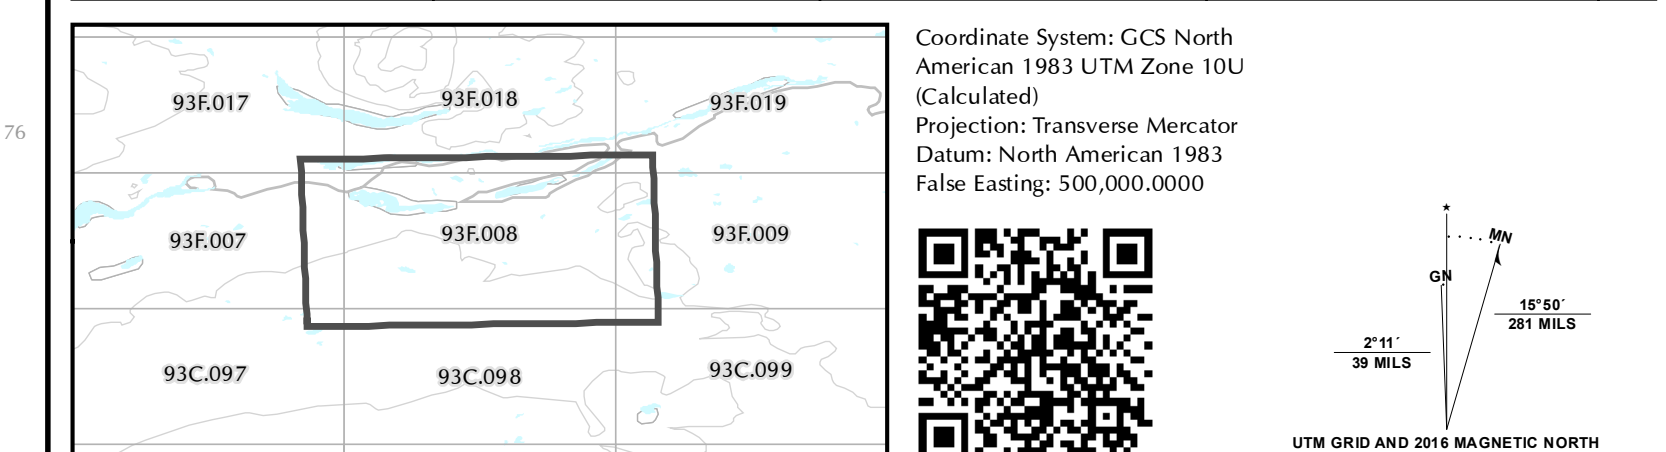 76
93F.017
93F.018
93F.019
93F.007
93F.008
93F.009
93C.097
93C.098
93C.099
Coordinate System: GCS North
American 1983 UTM Zone 10U
(Calculated)
Projection: Transverse Mercator
Datum: North American 1983
False Easting: 500,000.0000
MN
GN
15°50´
281 MILS
2°11´
39 MILS
UTM GRID AND 2016 MAGNETIC NORTH